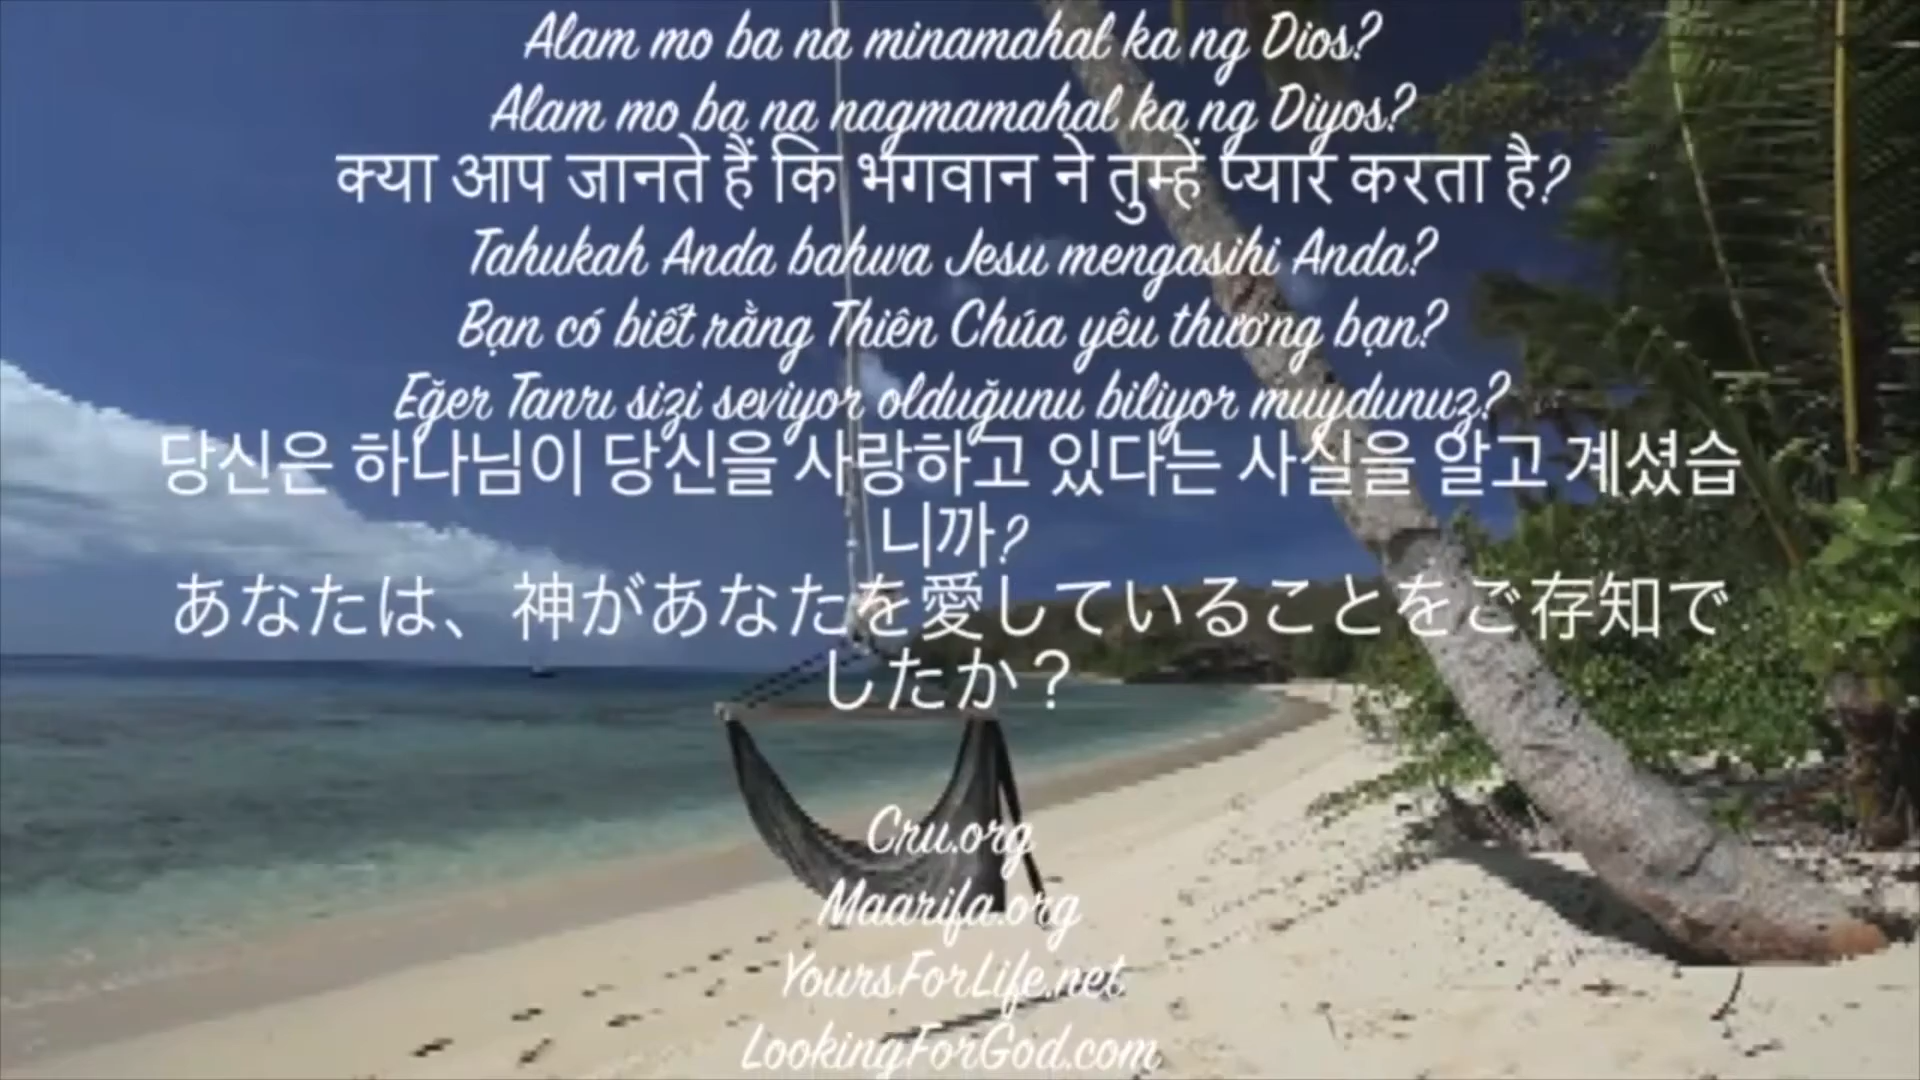 Alam mo ba na minamahal ka ng Dios?
Alam mo ba na nagmamahal ka ng Diyos?
क्या आप जानते हैं कि भगवान ने तुम्हें प्यार करता है?
Tahukah Anda bahwa Jesu mengasihi Anda?
Bạn có biết rằng Thiên Chúa yêu thương bạn?
Eğer Tanrı sizi seviyor olduğunu biliyor muydunuz?
당신은 하나님이 당신을 사랑하고 있다는 사실을 알고 계셨습
니까?
あなたは、神があなたを愛していることをご存知で
したか？
Cru.org
Maarifa.org
YoursForLife.net
LookingForGod.com